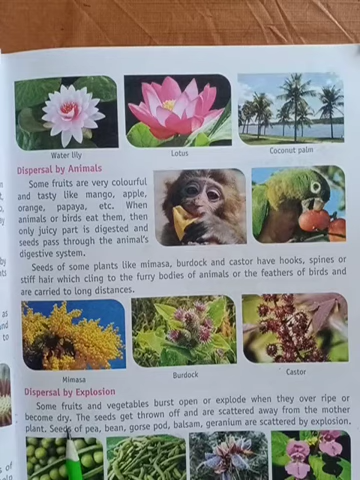 Water lily
Lotus
Coconut palm
Dispersal by Animals
Some fruits are very colourful
and tasty like mango, apple,
orange, papaya, etc. When
animals or birds eat them, then
only juicy part is digested and
seeds pass through the animal's
digestive system.
Seeds of some plants like mimasa, burdock and castor have hooks, spines or
stiff hair which cling to the furry bodies of animals or the feathers of birds and
are carried to long distances.
Mimasa
Burdock
Castor
Dispersal by Explosion
Some fruits and vegetables burst open or explode when they over ripe or
become dry. The seeds get thrown off and are scattered away from the mother
plant. Seeds of pea, bean, gorse pod, balsam, geranium are scattered by explosion.
by
as
und
to
s of